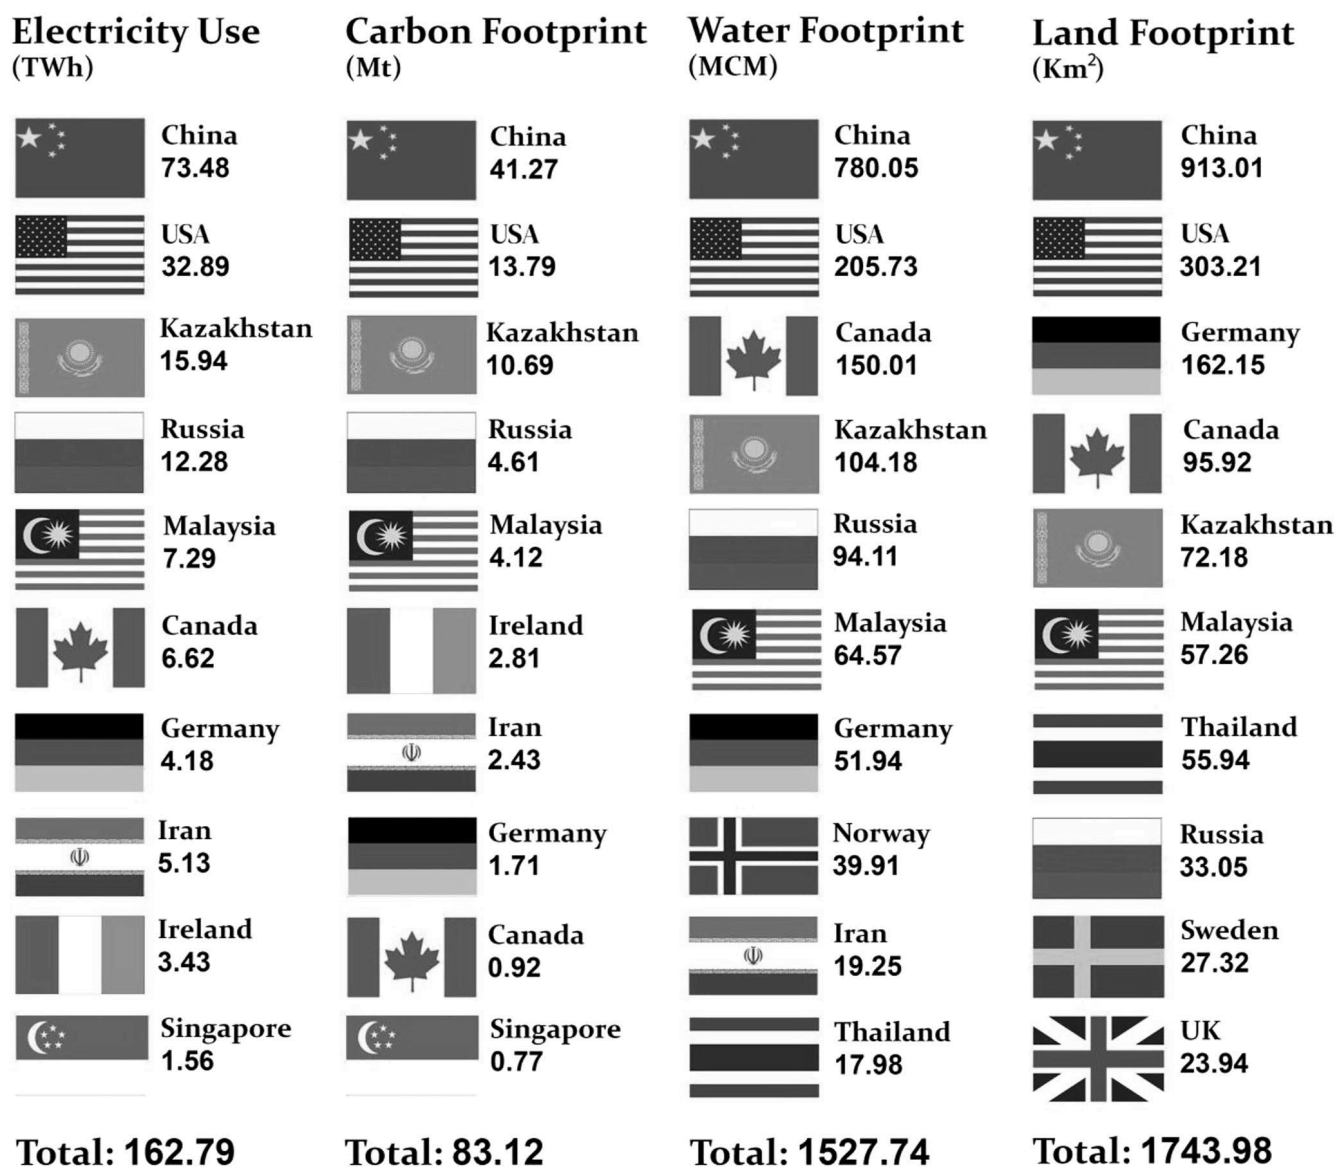 Electricity Use
(TWh)
China
73.48
USA
32.89
Kazakhstan
15.94
Russia
12.28
Malaysia
7.29
Canada
6.62
Germany
4.18
Iran
5.13
Ireland
3.43
Singapore
1.56
Total: 162.79
Carbon Footprint
(Mt)
China
41.27
USA
13.79
Kazakhstan
10.69
Russia
4.61
Malaysia
4.12
Ireland
2.81
Iran
2.43
Germany
1.71
Canada
0.92
Singapore
0.77
Total: 83.12
Water Footprint
(MCM)
China
780.05
USA
205.73
Canada
150.01
Kazakhstan
104.18
Russia
94.11
Malaysia
64.57
Germany
51.94
Norway
39.91
Iran
19.25
Thailand
17.98
Total: 1527.74
Land Footprint
(Km²)
China
913.01
USA
303.21
Germany
162.15
Canada
95.92
Kazakhstan
72.18
Malaysia
57.26
Thailand
55.94
Russia
33.05
Sweden
27.32
UK
23.94
Total: 1743.98